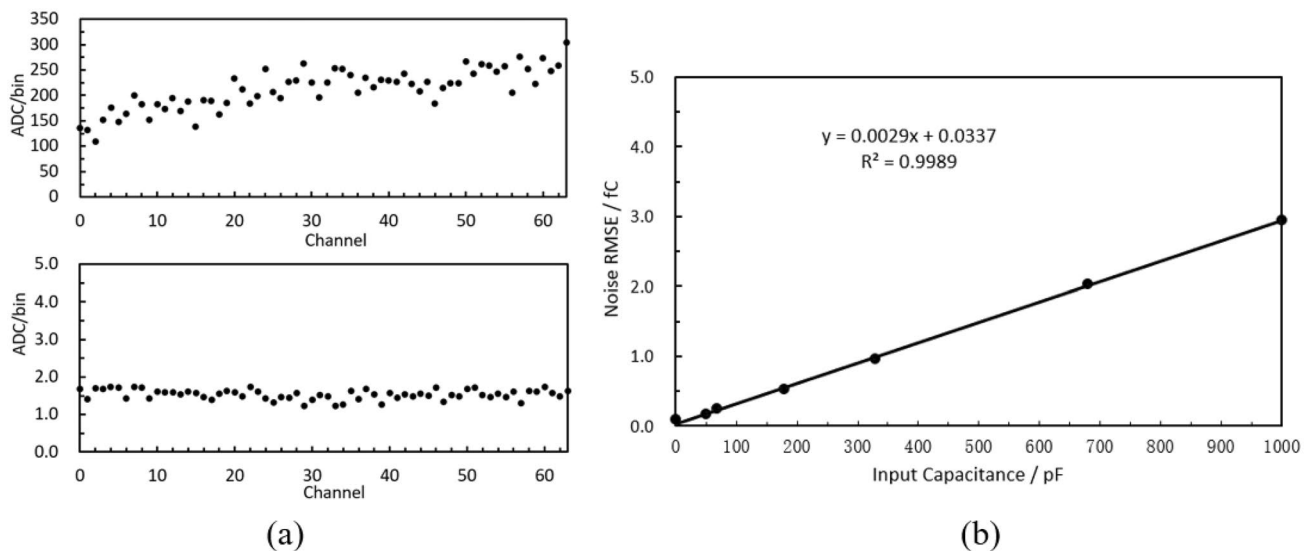 350
300
250
200
150
100
50
0
ADC/bin
0 10 20 30 40 50 60
Channel
5.0
4.0
3.0
2.0
1.0
0.0
ADC/bin
0 10 20 30 40 50 60
Channel
(a)
5.0
4.0
3.0
2.0
1.0
0.0
Noise RMSE / fC
y = 0.0029x + 0.0337
R² = 0.9989
0 100 200 300 400 500 600 700 800 900 1000
Input Capacitance / pF
(b)